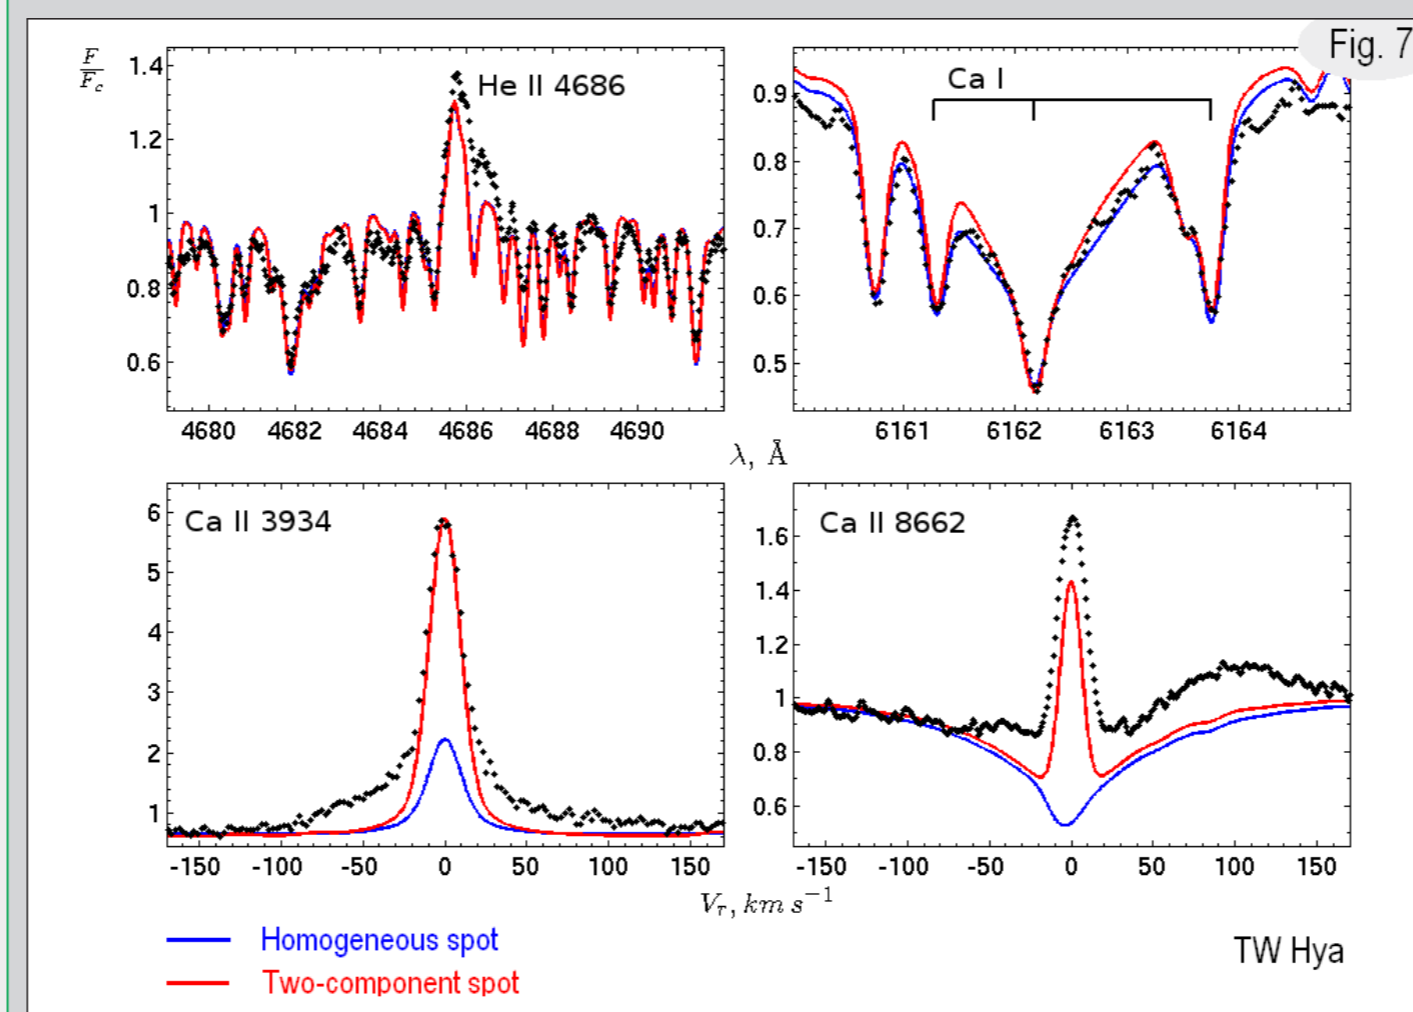 Fig. 7
F
F_c
1.4
1.2
1
0.8
0.6
He II 4686
4680 4682 4684 4686 4688 4690
0.9
0.8
0.7
0.6
0.5
Ca I
6161 6162 6163 6164
λ, Å
6
5
4
3
2
1
Ca II 3934
-150 -100 -50 0 50 100 150
1.6
1.4
1.2
1
0.8
0.6
Ca II 8662
-150 -100 -50 0 50 100 150
V_r, km s⁻¹
Homogeneous spot
Two-component spot
TW Hya